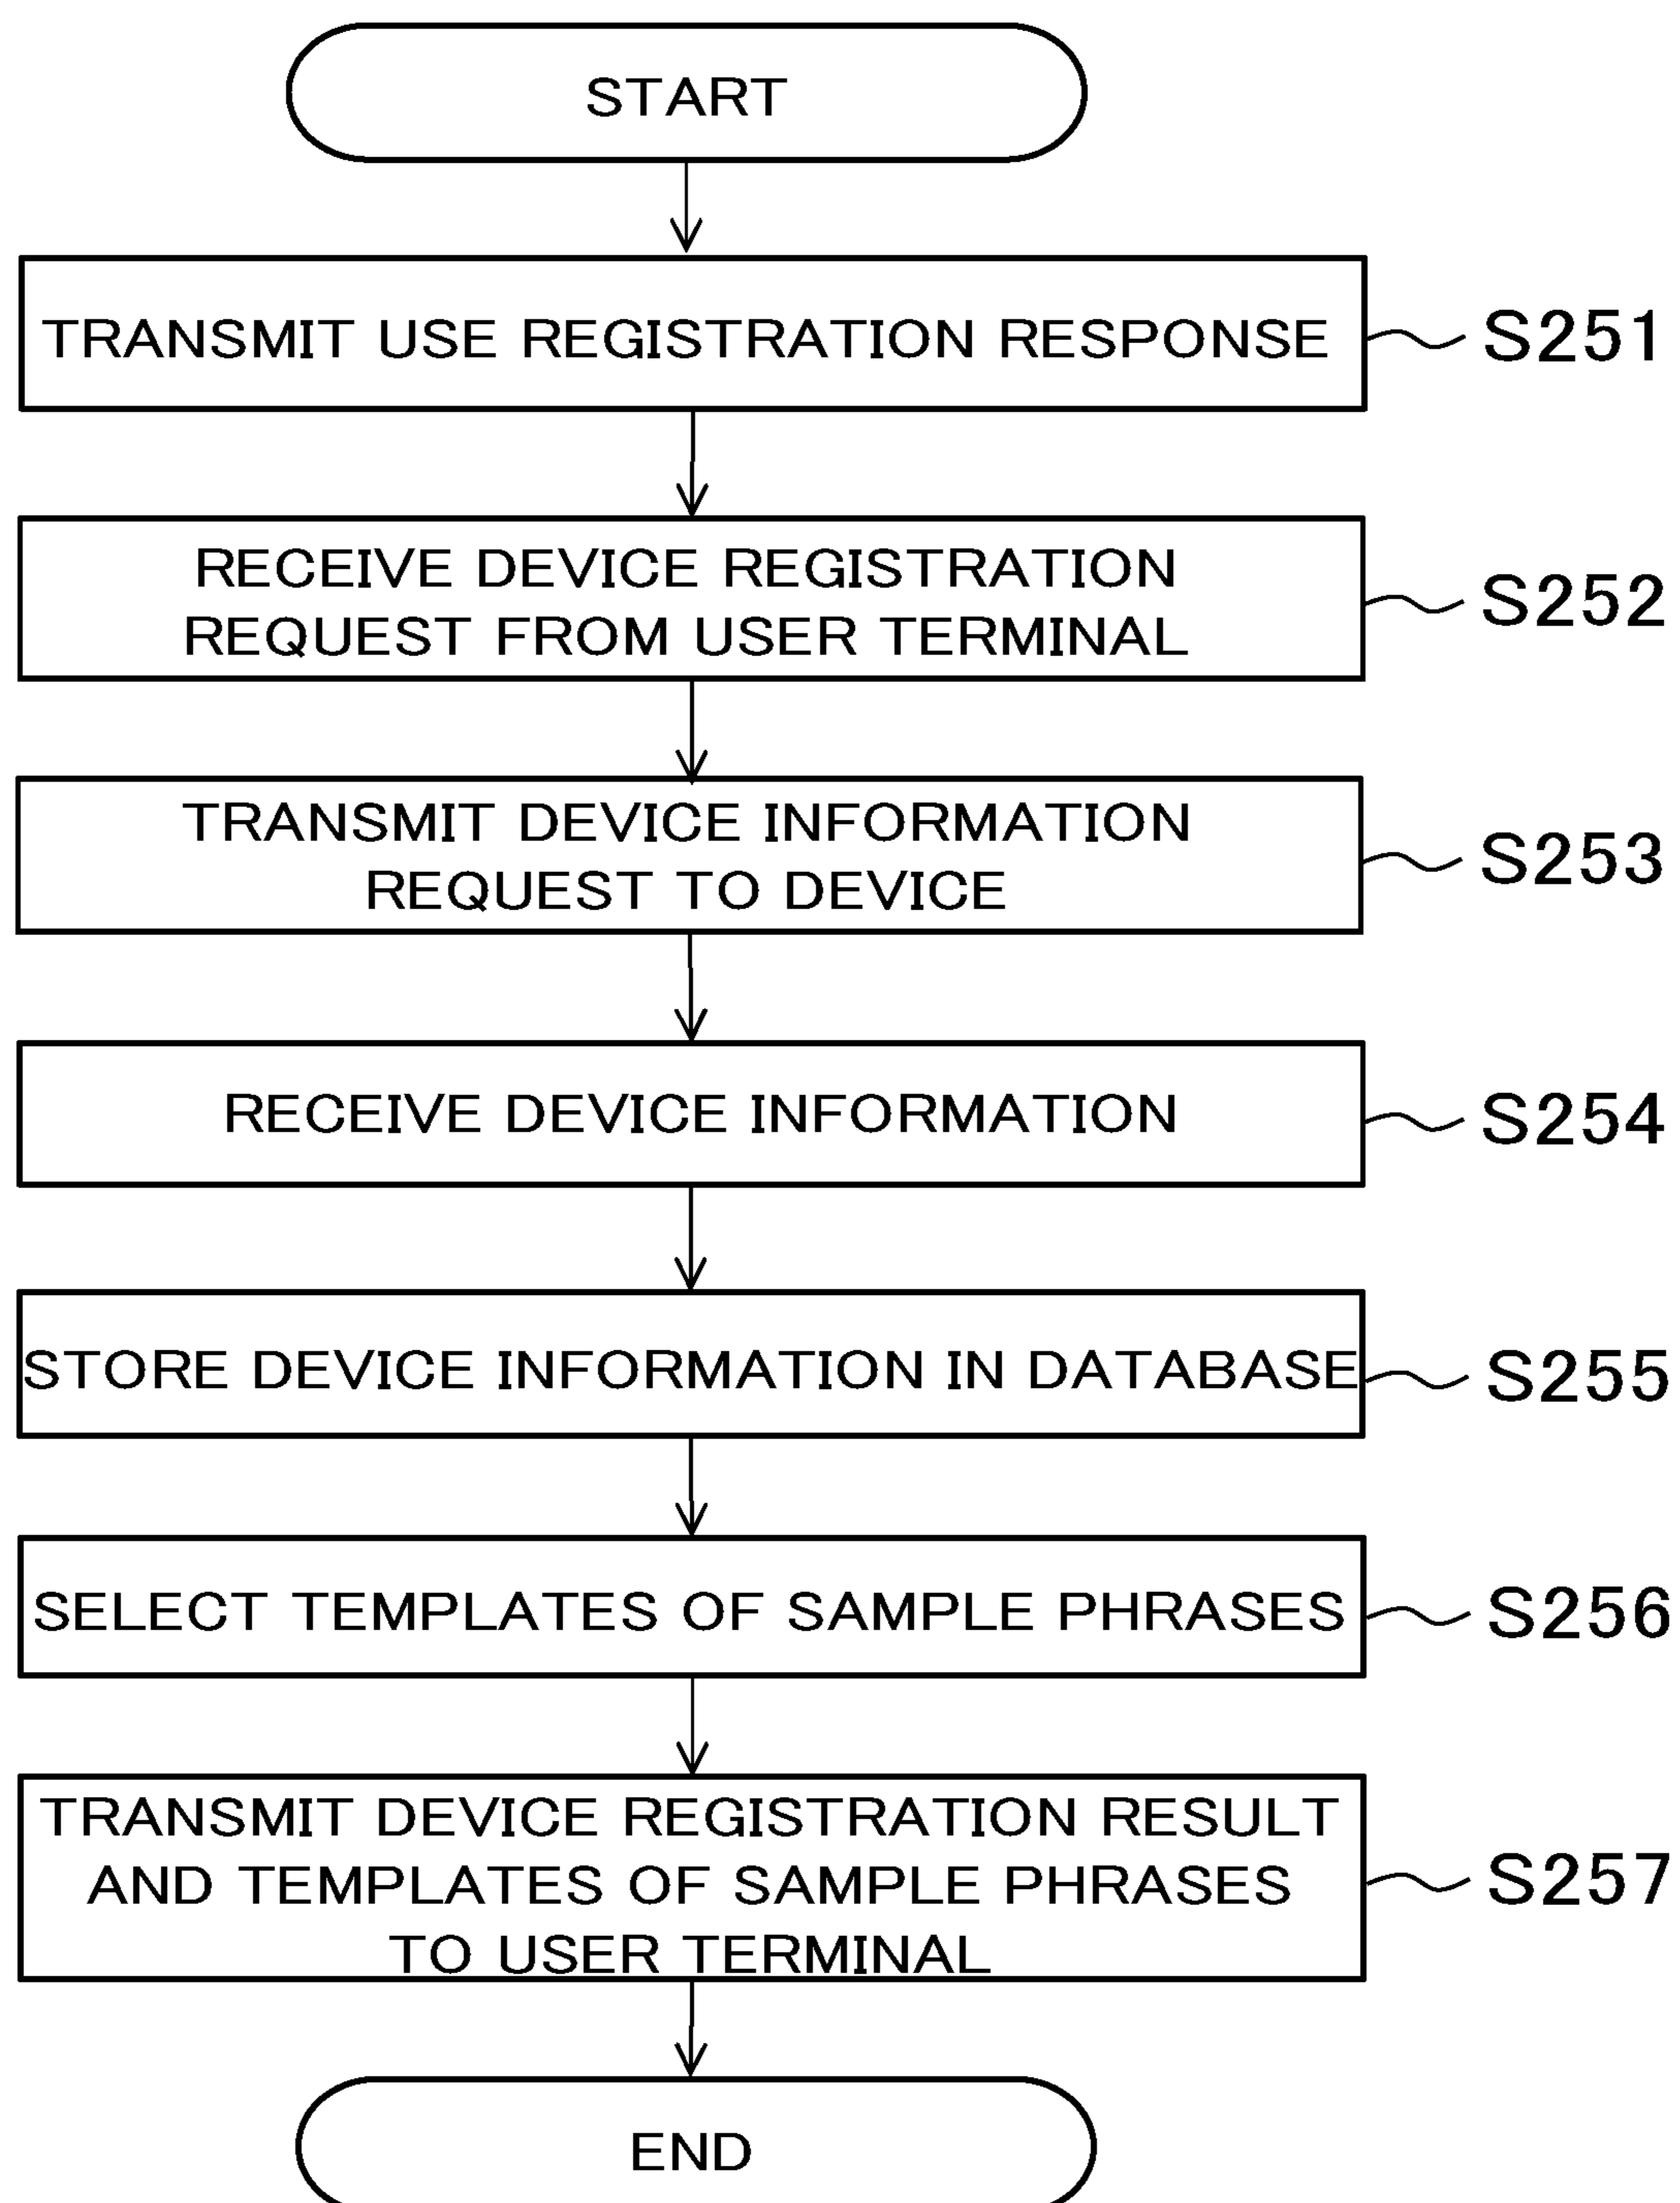 START
TRANSMIT USE REGISTRATION RESPONSE
S251
RECEIVE DEVICE REGISTRATION
REQUEST FROM USER TERMINAL
S252
TRANSMIT DEVICE INFORMATION
REQUEST TO DEVICE
S253
RECEIVE DEVICE INFORMATION
S254
STORE DEVICE INFORMATION IN DATABASE
S255
SELECT TEMPLATES OF SAMPLE PHRASES
S256
TRANSMIT DEVICE REGISTRATION RESULT
AND TEMPLATES OF SAMPLE PHRASES
TO USER TERMINAL
S257
END